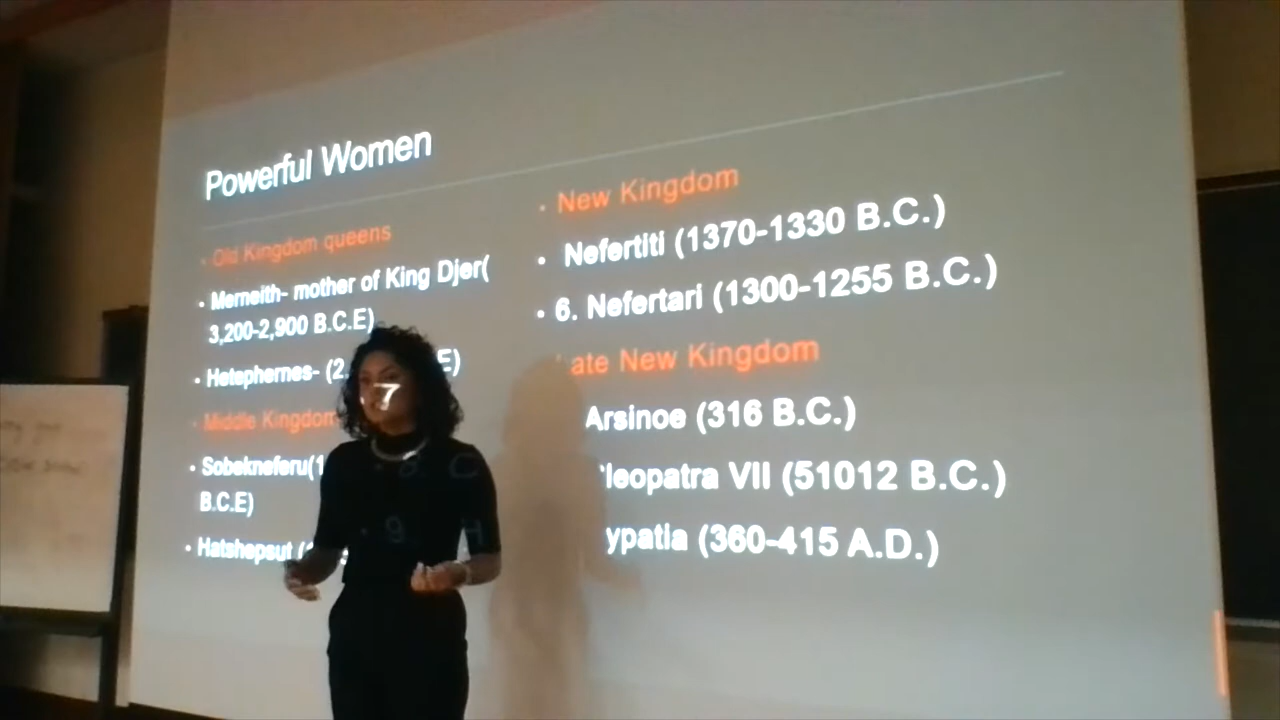 Powerful Women
Old Kingdom queens
• Merneith- mother of King Djer(
3,200-2,900 B.C.E)
• Hetephernes- (2. E)
Middle Kingdom
• Sobekneferu(1
B.C.E)
• Hatshepsut (
• New Kingdom
• Nefertiti (1370-1330 B.C.)
• 6. Nefertari (1300-1255 B.C.)
ate New Kingdom
7
Arsinoe (316 B.C.)
8. C
leopatra VII (51012 B.C.)
• 9. H
ypatia (360-415 A.D.)